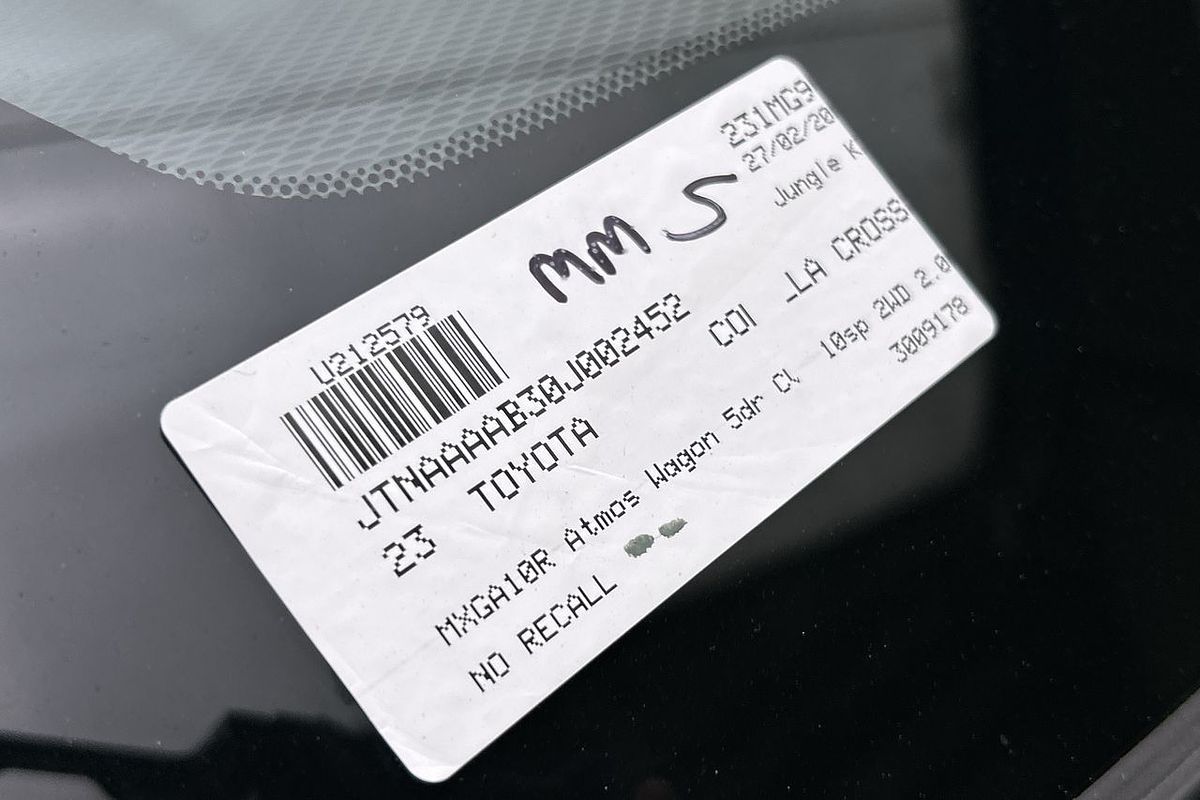 231MG9
27/02/20
Jungle K
MM S
U212579
JTNAAAAB30J002452
23 TOYOTA COI _LA CROSS
MXGA10R Atmos Wagon 5dr CV 10sp 2WD 2.0
NO RECALL 3009178